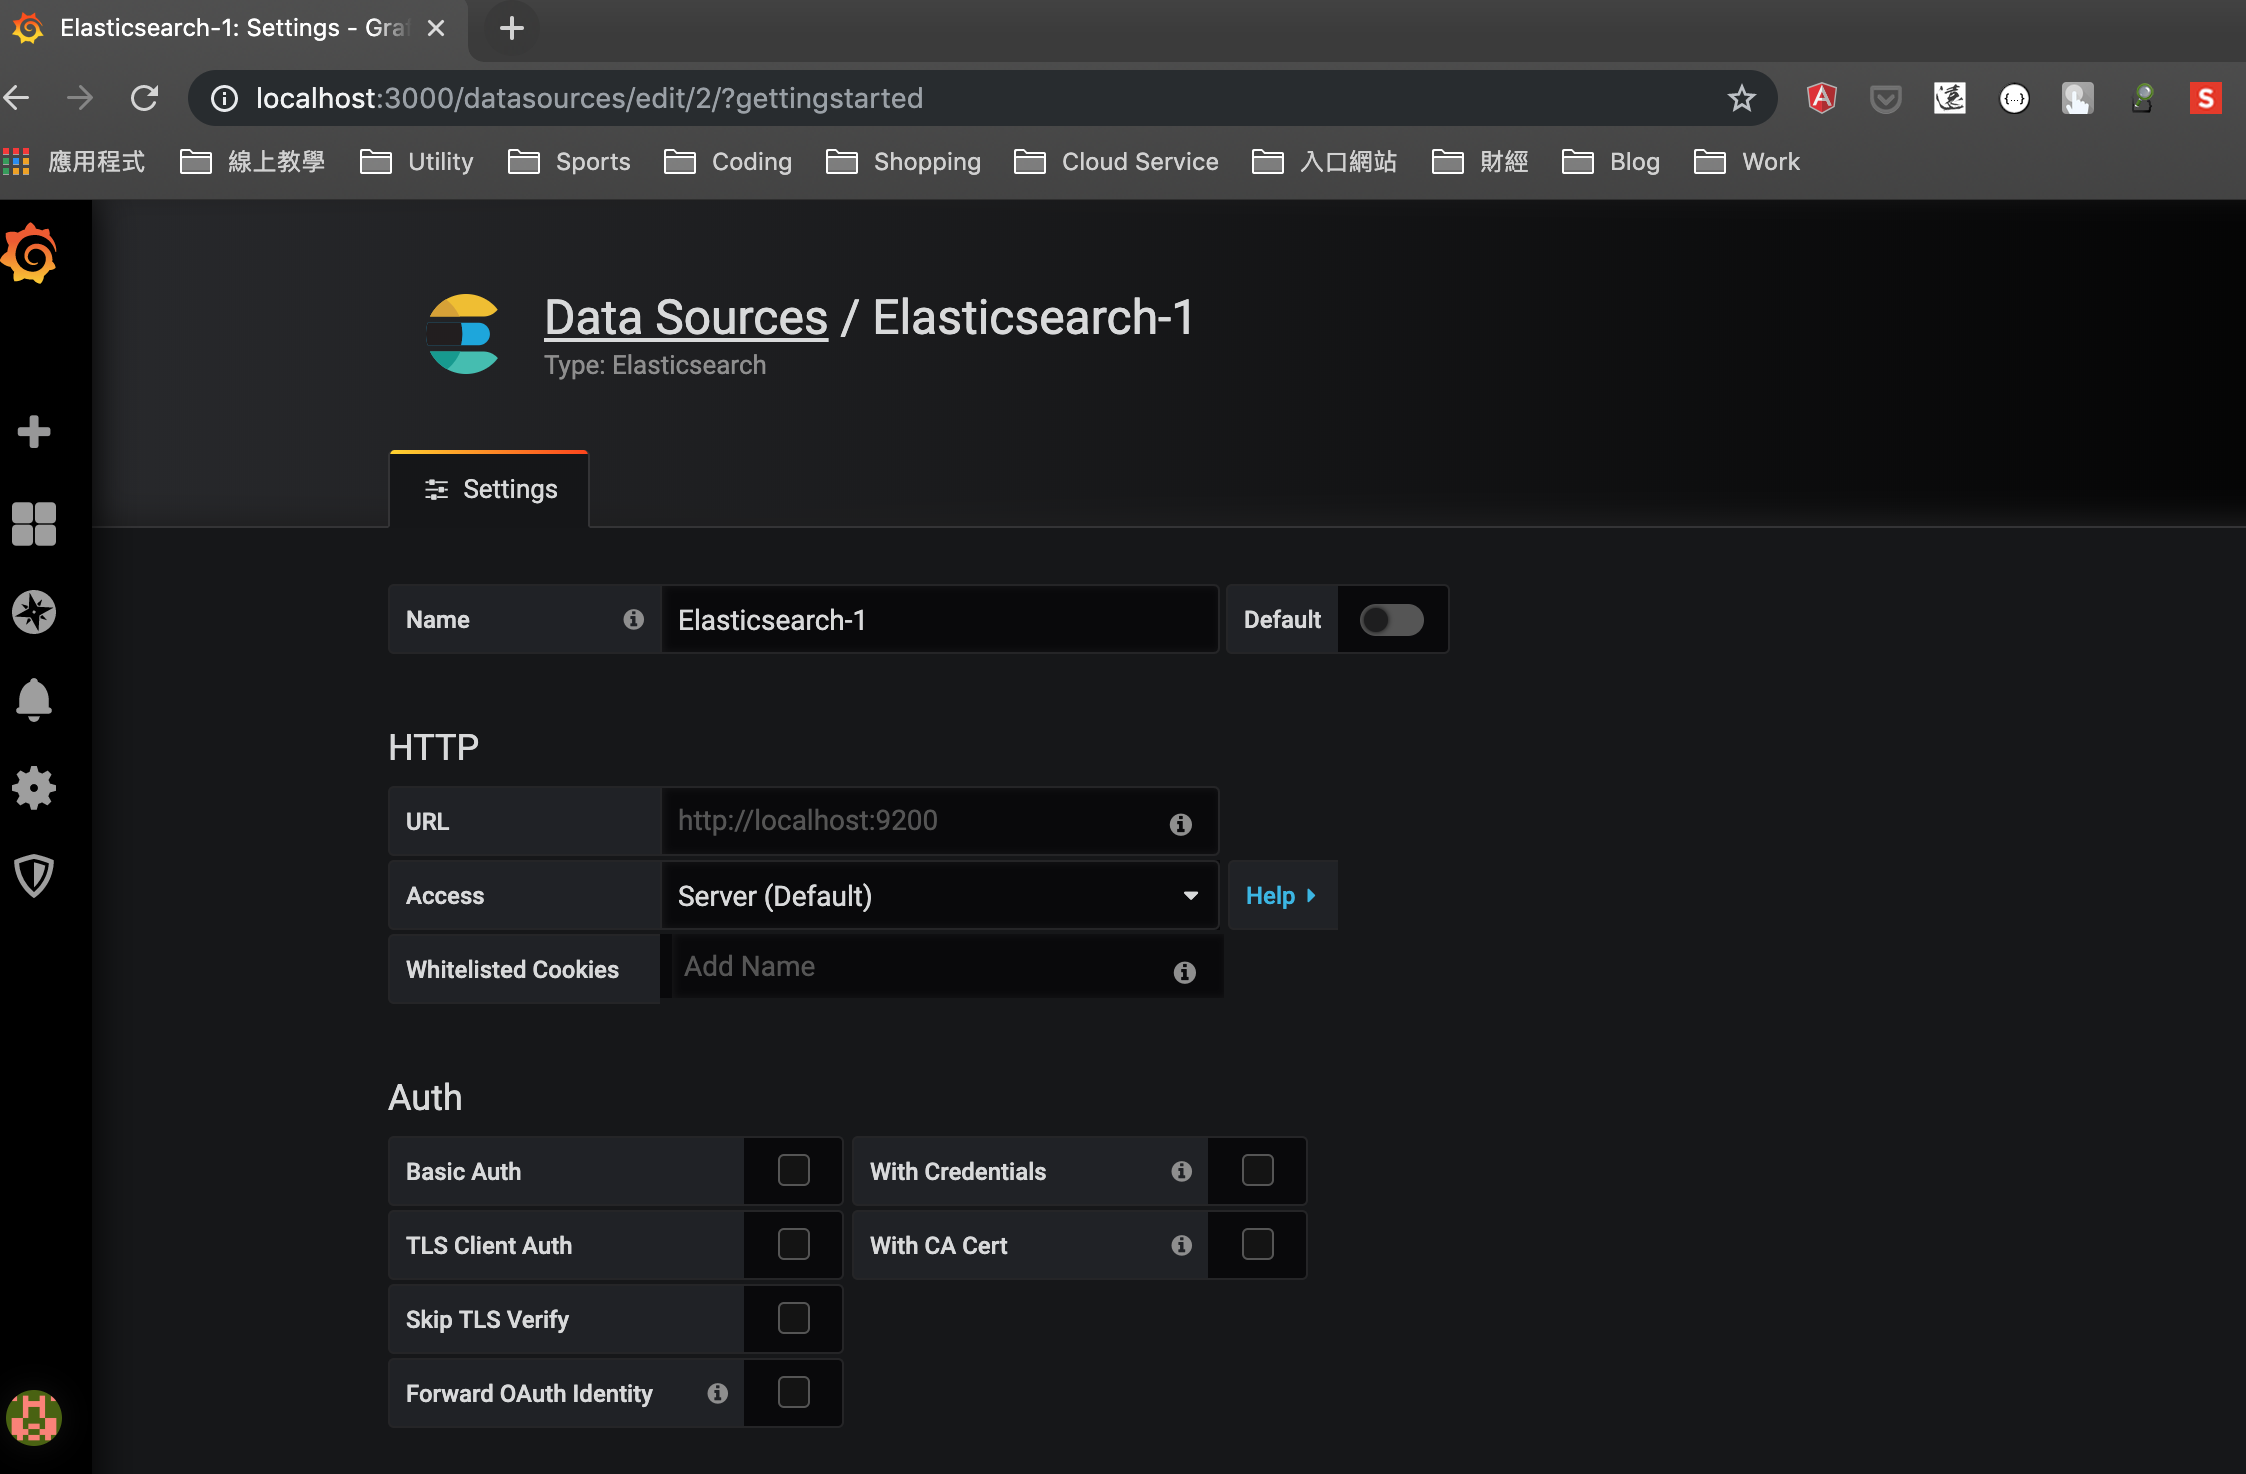 Elasticsearch-1: Settings - Graf
localhost:3000/datasources/edit/2/?gettingstarted
應用程式 線上教學 Utility Sports Coding Shopping Cloud Service 入口網站 財經 Blog Work
Data Sources / Elasticsearch-1
Type: Elasticsearch
Settings
Name Elasticsearch-1 Default
HTTP
URL http://localhost:9200
Access Server (Default) Help
Whitelisted Cookies Add Name
Auth
Basic Auth With Credentials
TLS Client Auth With CA Cert
Skip TLS Verify
Forward OAuth Identity